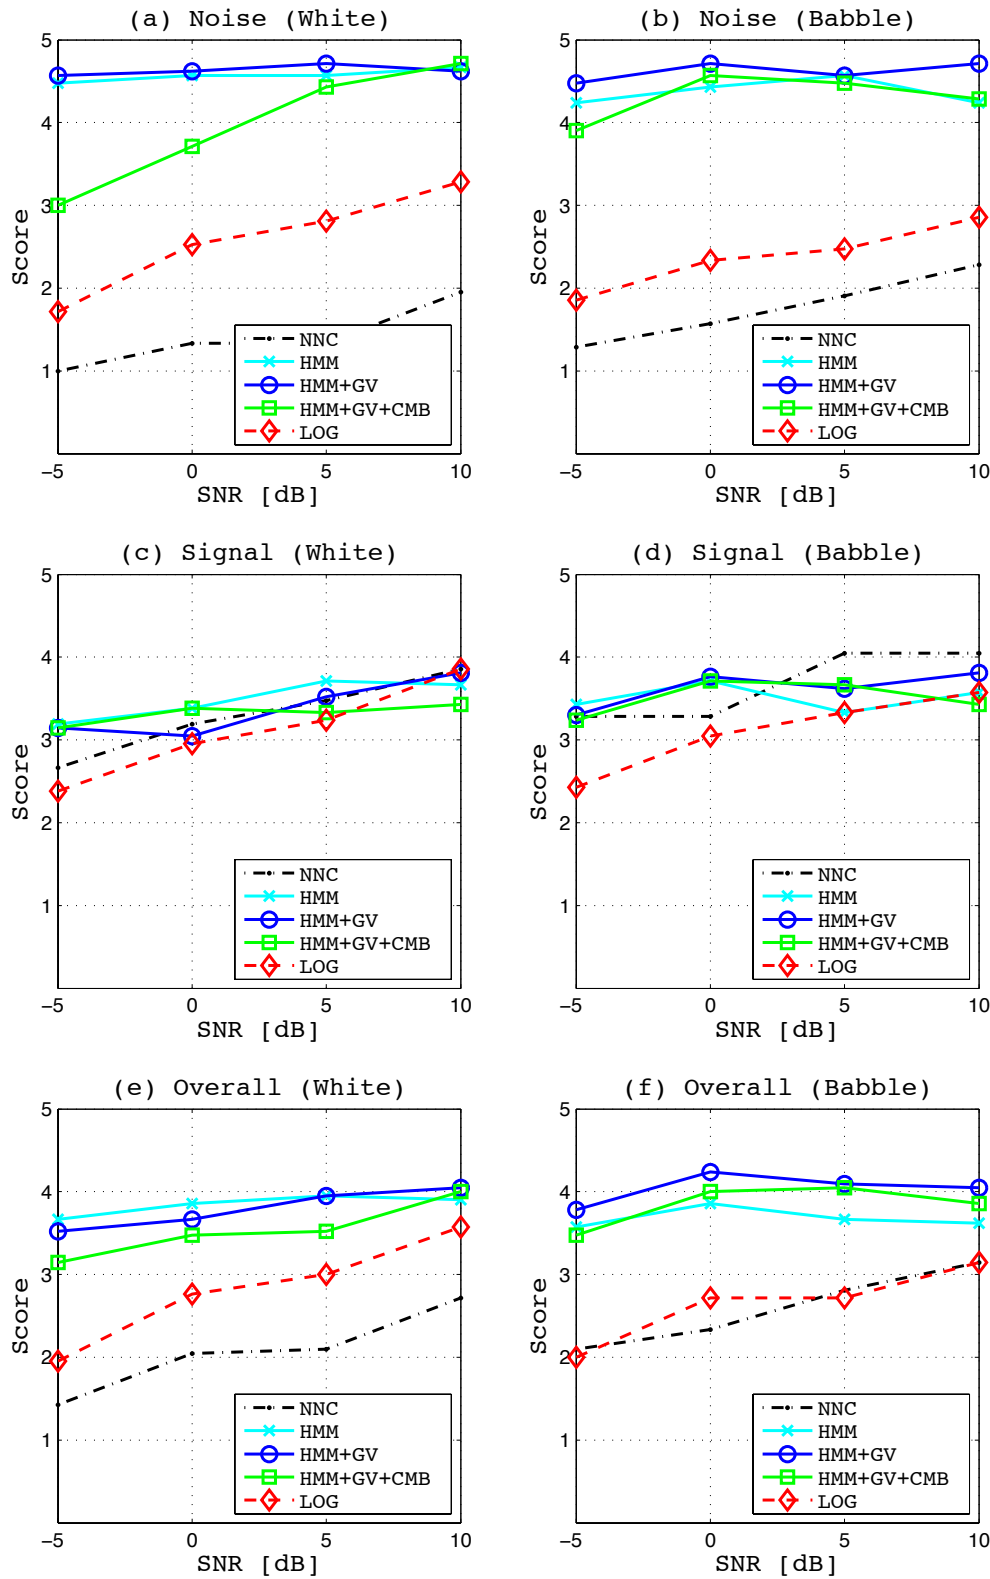 (a) Noise (White)
5
4
3
2
1
Score
NNC
HMM
HMM+GV
HMM+GV+CMB
LOG
-5 0 5 10
SNR [dB]
(b) Noise (Babble)
5
4
3
2
1
Score
NNC
HMM
HMM+GV
HMM+GV+CMB
LOG
-5 0 5 10
SNR [dB]
(c) Signal (White)
5
4
3
2
1
Score
NNC
HMM
HMM+GV
HMM+GV+CMB
LOG
-5 0 5 10
SNR [dB]
(d) Signal (Babble)
5
4
3
2
1
Score
NNC
HMM
HMM+GV
HMM+GV+CMB
LOG
-5 0 5 10
SNR [dB]
(e) Overall (White)
5
4
3
2
1
Score
NNC
HMM
HMM+GV
HMM+GV+CMB
LOG
-5 0 5 10
SNR [dB]
(f) Overall (Babble)
5
4
3
2
1
Score
NNC
HMM
HMM+GV
HMM+GV+CMB
LOG
-5 0 5 10
SNR [dB]